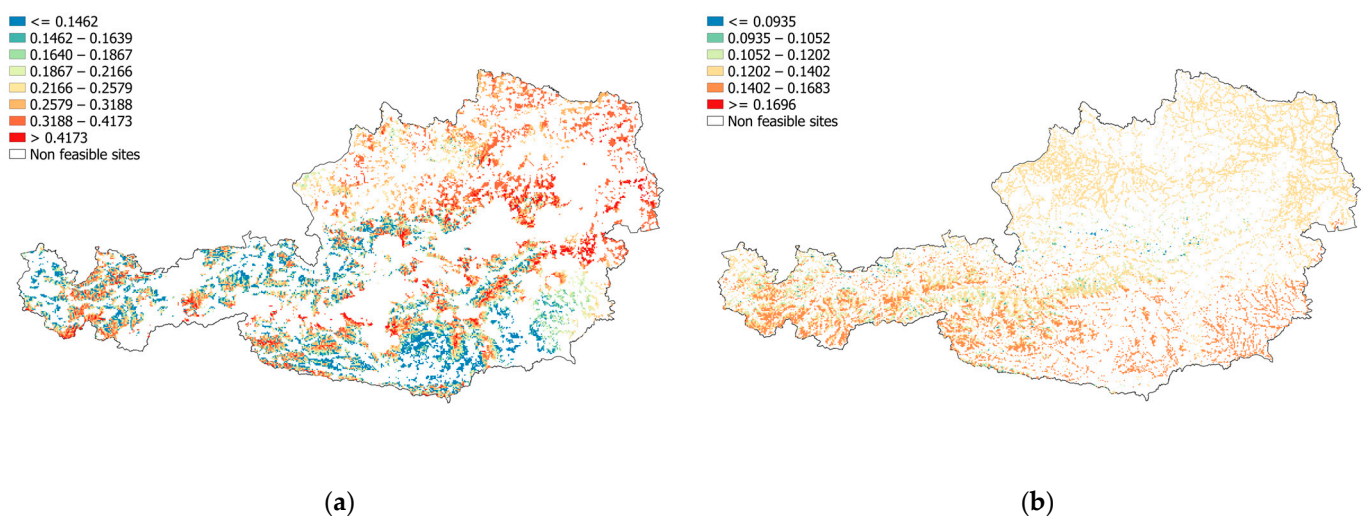 <= 0.1462
0.1462 – 0.1639
0.1640 – 0.1867
0.1867 – 0.2166
0.2166 – 0.2579
0.2579 – 0.3188
0.3188 – 0.4173
> 0.4173
Non feasible sites
<= 0.0935
0.0935 – 0.1052
0.1052 – 0.1202
0.1202 – 0.1402
0.1402 – 0.1683
>= 0.1696
Non feasible sites
(a)
(b)